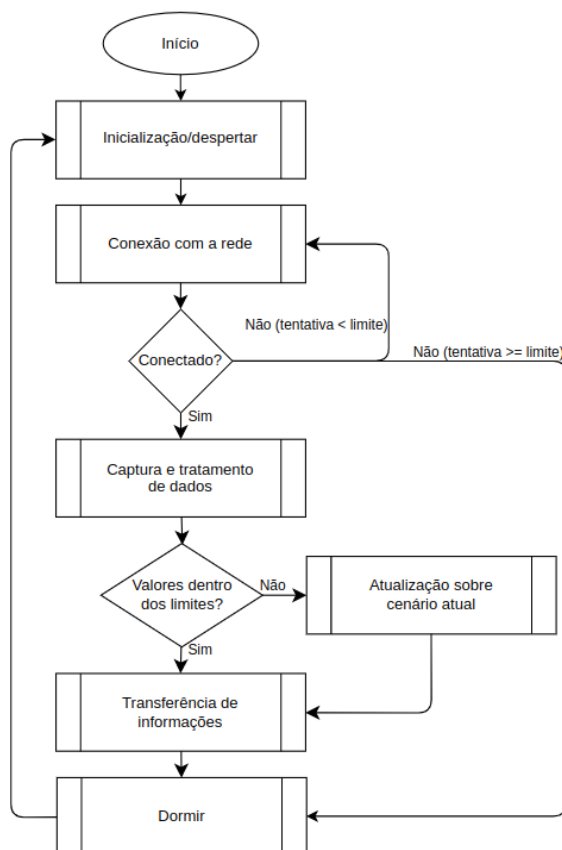 Início
Inicialização/despertar
Conexão com a rede
Não (tentativa < limite)
Não (tentativa >= limite)
Conectado?
Sim
Captura e tratamento
de dados
Valores dentro
dos limites?
Não
Atualização sobre
cenário atual
Sim
Transferência de
informações
Dormir